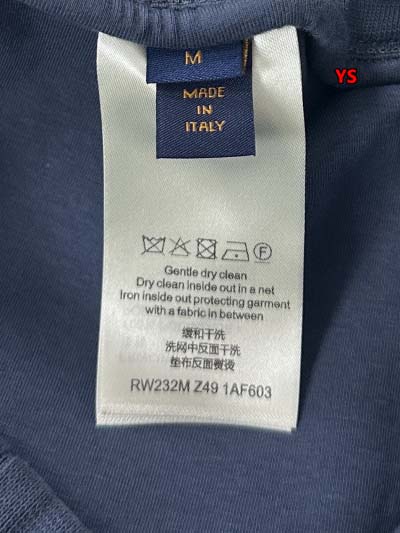 M
YS
MADE
IN
ITALY
F
Gentle dry clean
Dry clean inside out in a net
Iron inside out protecting garment
with a fabric in between
缓和干洗
洗网中反面干洗
垫布反面熨烫
RW232M Z49 1AF603